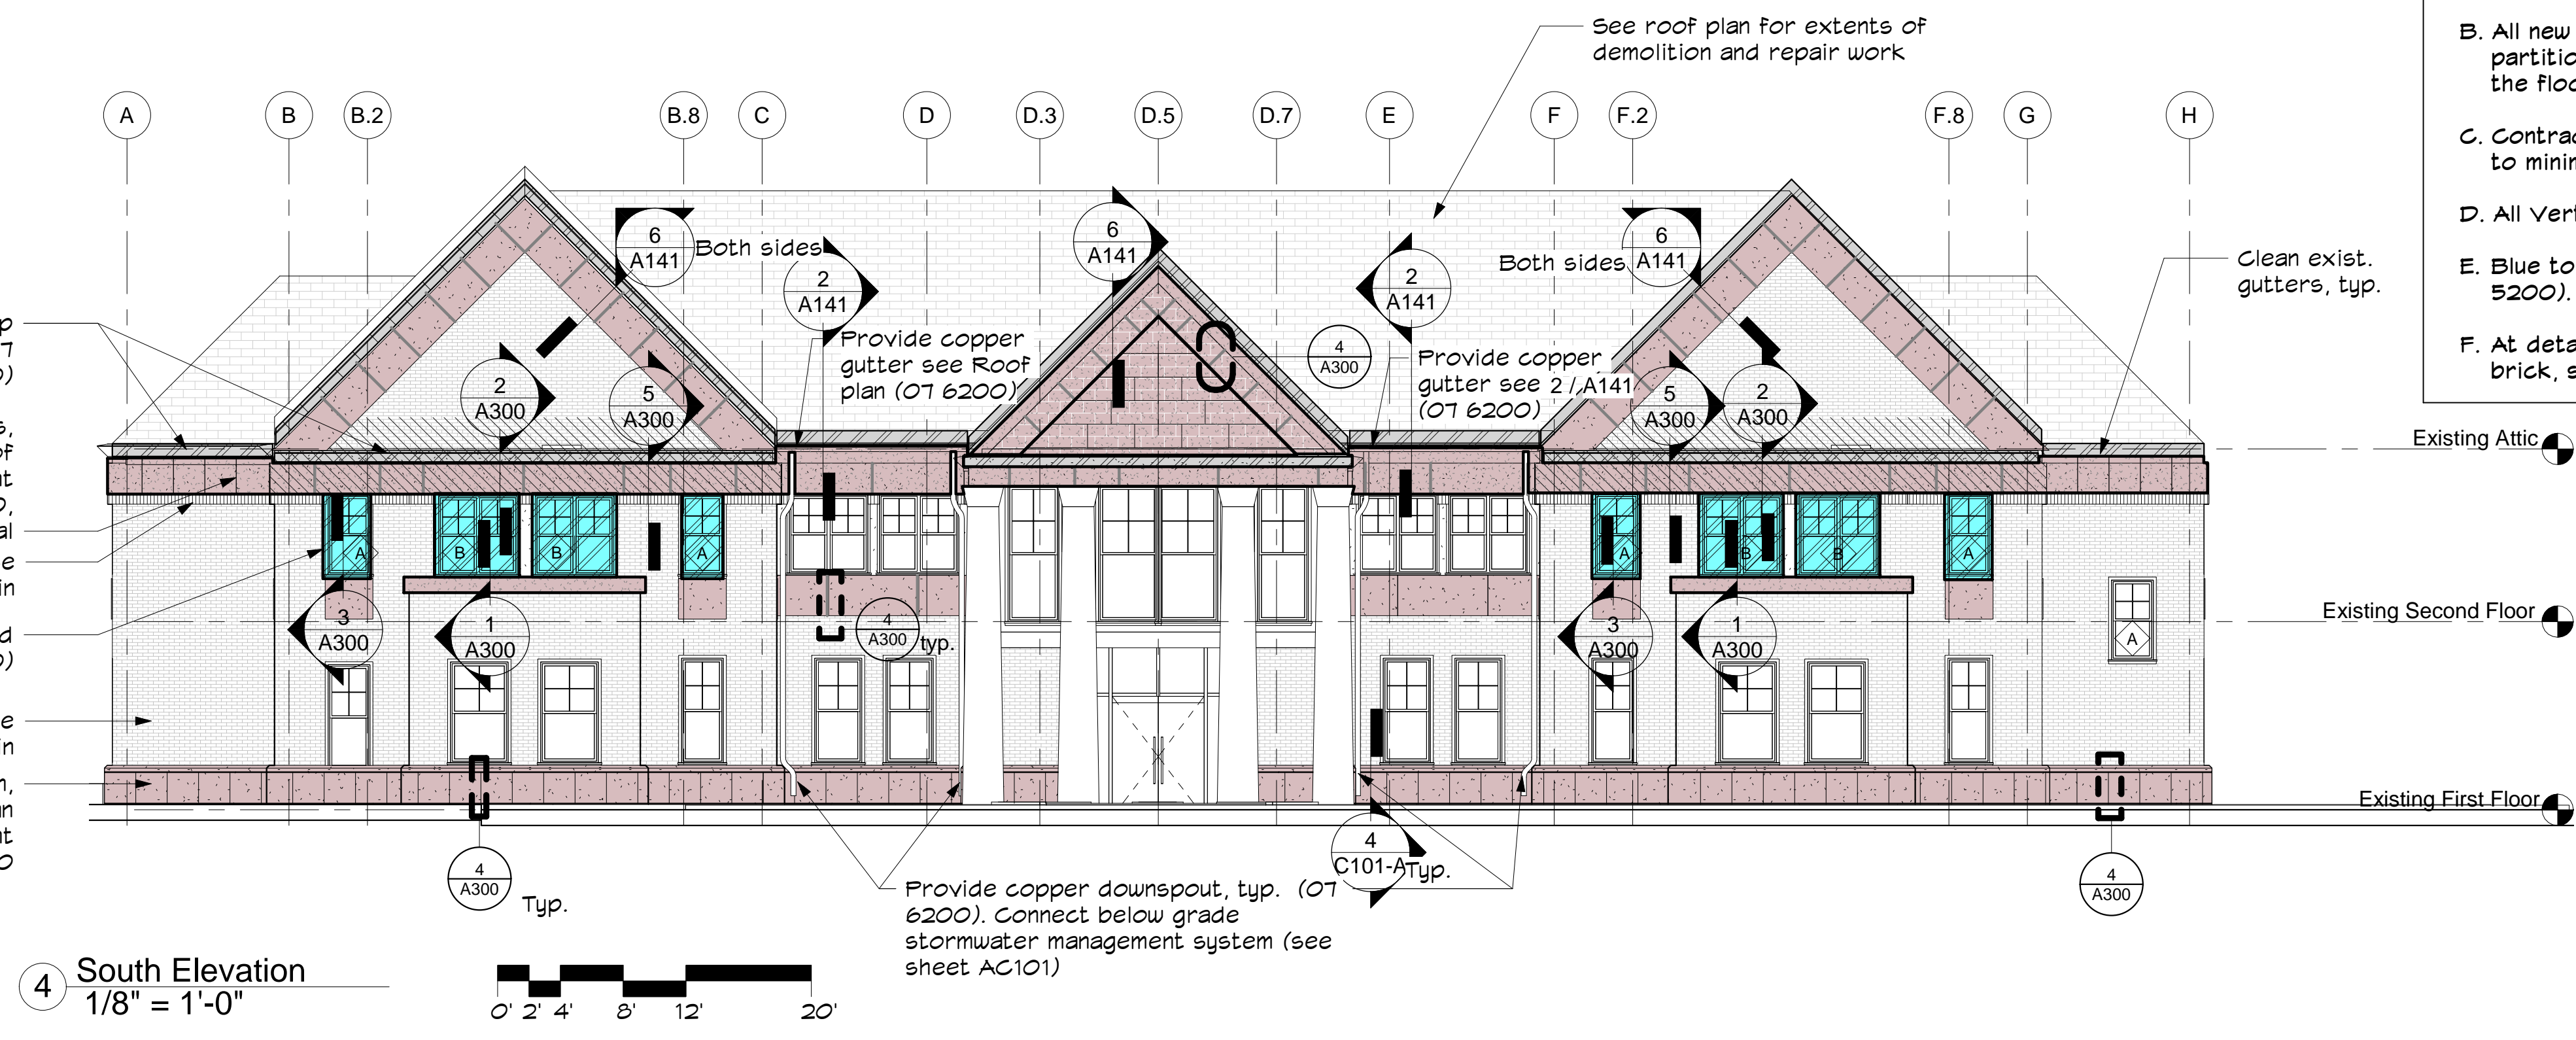 See roof plan for extents of
demolition and repair work
B. All new
the floo
C. Contrac
to minim
D. All Vert
E. Blue to
5200).
F. At deta
brick, s
A
B
B.2
B.8
C
D
D.3
D.5
D.7
E
F
F.2
F.8
G
H
6
A141
Both sides
2
A141
6
A141
2
A141
Both sides
6
A141
Clean exist.
gutters, typ.
Provide copper
gutter see Roof
plan (07 6200)
4
A300
Provide copper
gutter see 2 / A141
(07 6200)
2
A300
5
A300
5
A300
2
A300
Existing Attic
A
B
B
A
A
B
B
A
A
3
A300
1
A300
4
A300
typ.
3
A300
1
A300
Existing Second Floor
Existing First Floor
4
A300
Typ.
4
C101-A
Typ.
4
A300
Provide copper downspout, typ. (07
6200). Connect below grade
stormwater management system (see
sheet AC101)
4
South Elevation
1/8" = 1'-0"
0' 2' 4' 8' 12' 20'